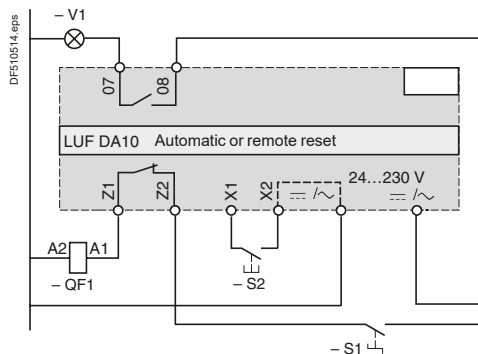 – V1
DF510514.eps
07
08
LUF DA10 Automatic or remote reset
Z1
Z2
X1
X2
24...230 V
A2
A1
– QF1
– S2
– S1